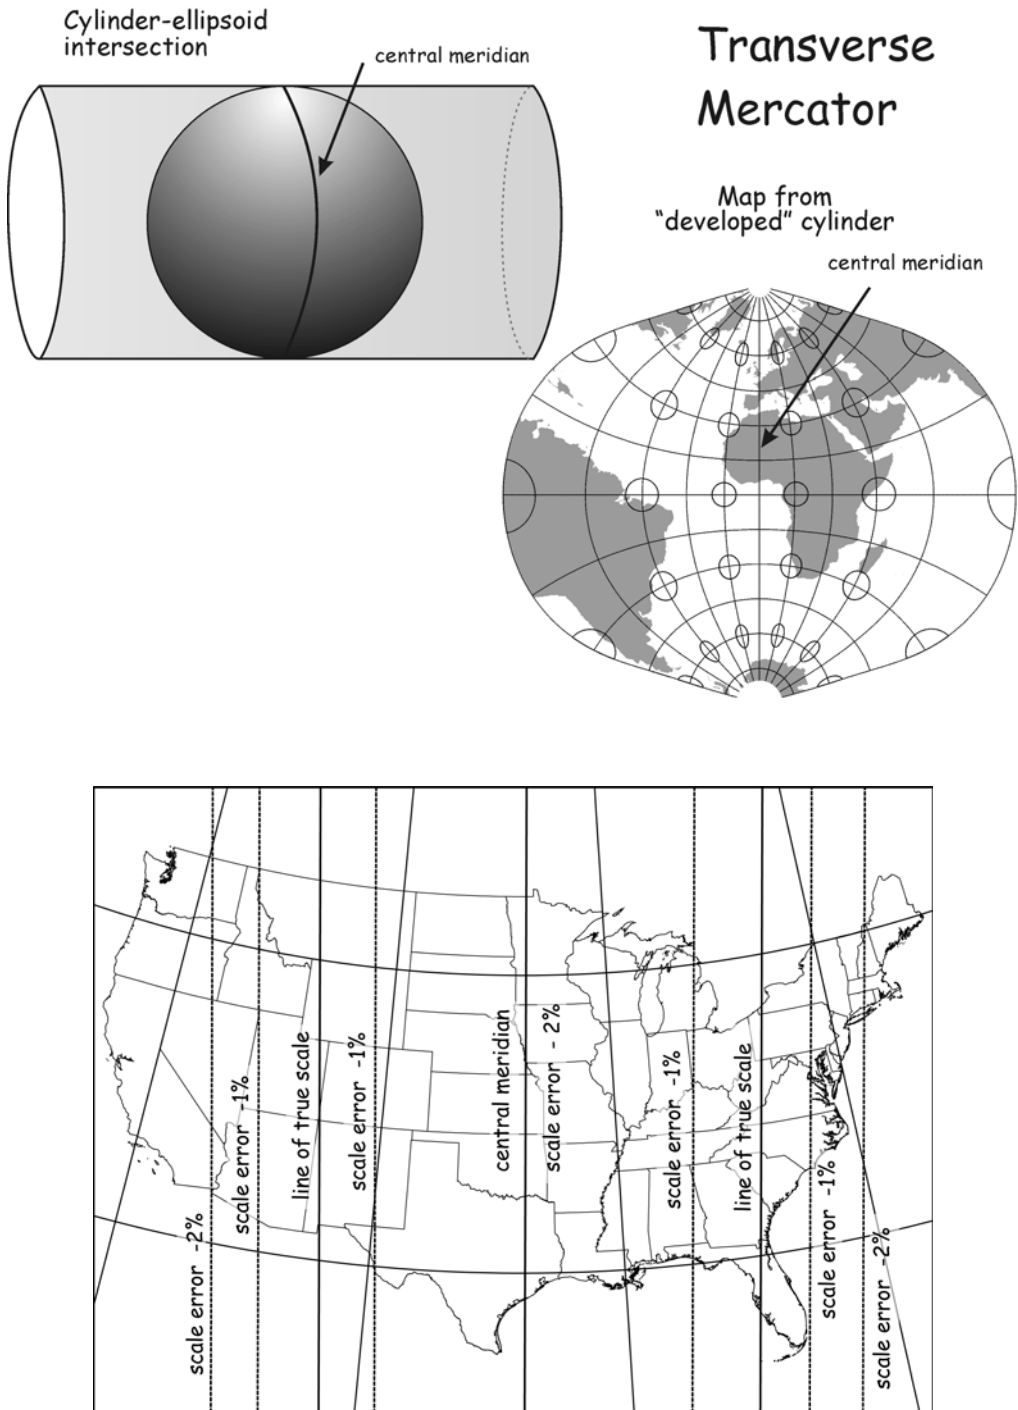 Cylinder-ellipsoid
intersection
central meridian
Transverse
Mercator
Map from
“developed” cylinder
central meridian
scale error -2%
scale error -1%
line of true scale
scale error -1%
central meridian
scale error - 2%
scale error -1%
line of true scale
scale error -1%
scale error -2%